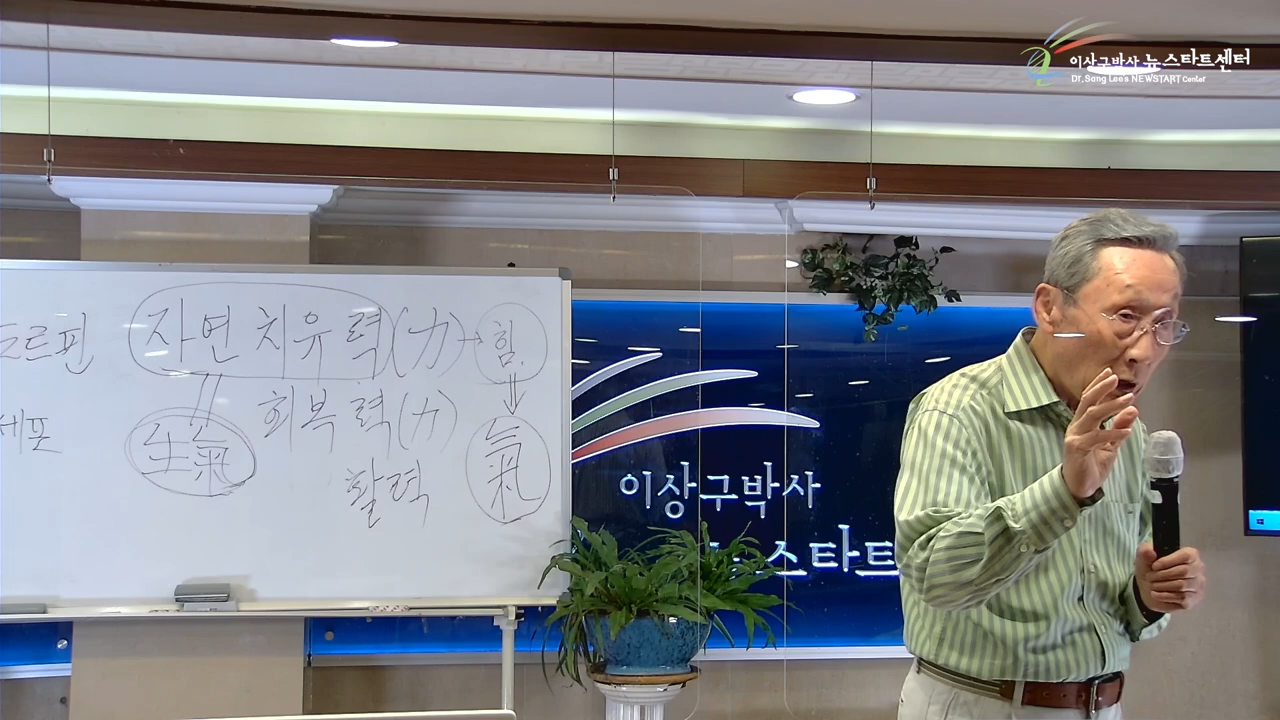 이상구박사 뉴스타트센터
Dr. Sang Lee's NEWSTART Center
도르핀 자연치유력(力)→힘.
세포 生氣 회복력(力) 氣
활력
이상구박사
뉴스타트